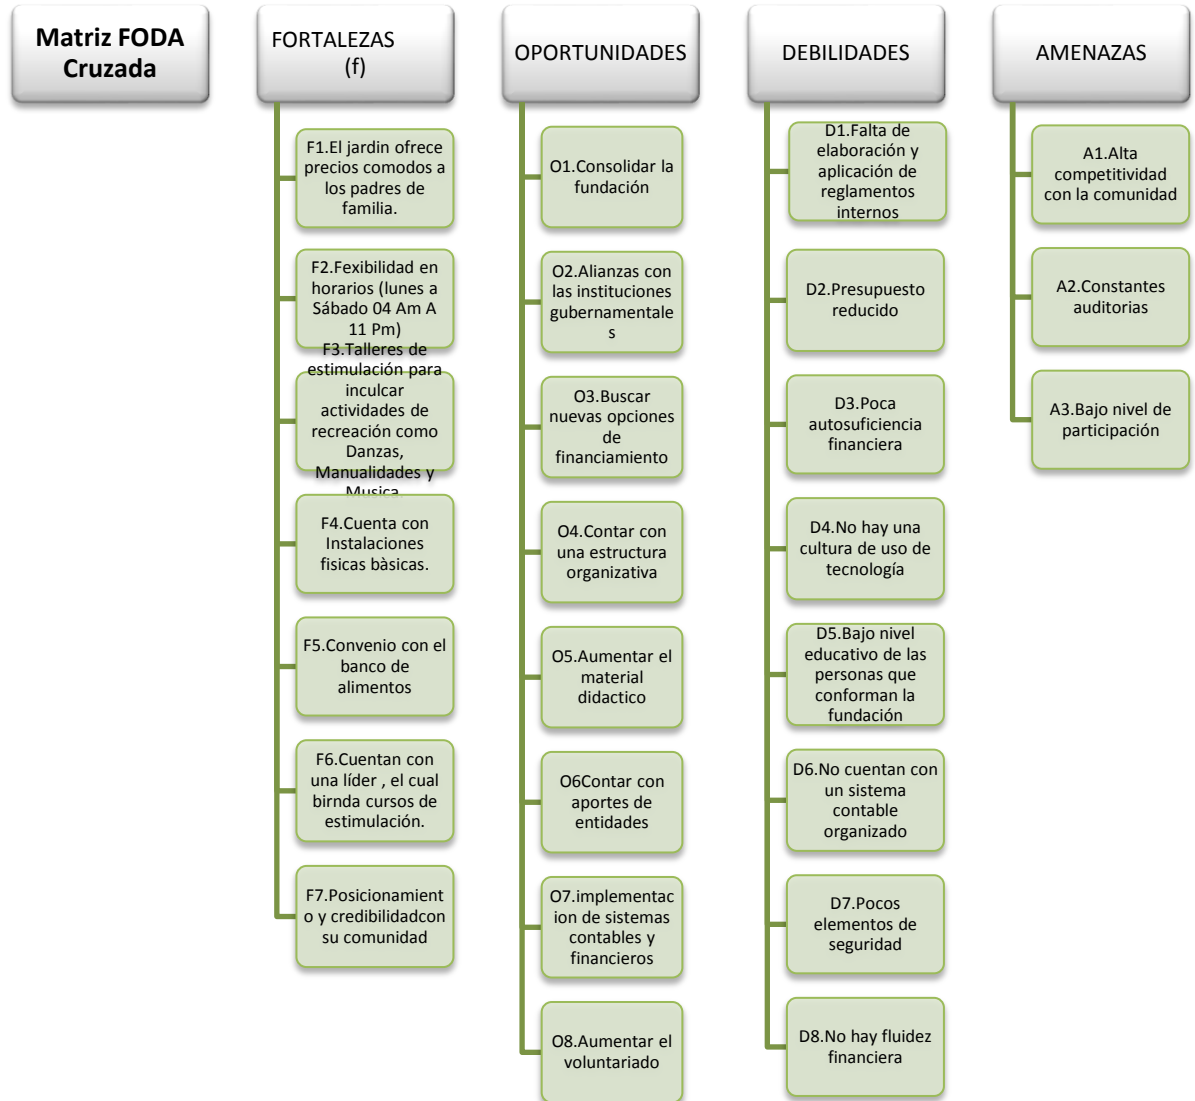 Matriz FODA
Cruzada
FORTALEZAS
(f)
F1.El jardin ofrece
precios comodos a
los padres de
familia.
F2.Fexibilidad en
horarios (lunes a
Sábado 04 Am A
11 Pm)
F3.Talleres de
estimulación para
inculcar
actividades de
recreación como
Danzas,
Manualidades y
Musica.
F4.Cuenta con
Instalaciones
fisicas bàsicas.
F5.Convenio con el
banco de
alimentos
F6.Cuentan con
una líder , el cual
birnda cursos de
estimulación.
F7.Posicionamient
o y credibilidadcon
su comunidad
OPORTUNIDADES
O1.Consolidar la
fundación
O2.Alianzas con
las instituciones
gubernamentale
s
O3.Buscar
nuevas opciones
de
financiamiento
O4.Contar con
una estructura
organizativa
O5.Aumentar el
material
didactico
O6Contar con
aportes de
entidades
O7.implementac
ion de sistemas
contables y
financieros
O8.Aumentar el
voluntariado
DEBILIDADES
D1.Falta de
elaboración y
aplicación de
reglamentos
internos
D2.Presupuesto
reducido
D3.Poca
autosuficiencia
financiera
D4.No hay una
cultura de uso de
tecnología
D5.Bajo nivel
educativo de las
personas que
conforman la
fundación
D6.No cuentan con
un sistema
contable
organizado
D7.Pocos
elementos de
seguridad
D8.No hay fluidez
financiera
AMENAZAS
A1.Alta
competitividad
con la comunidad
A2.Constantes
auditorias
A3.Bajo nivel de
participación